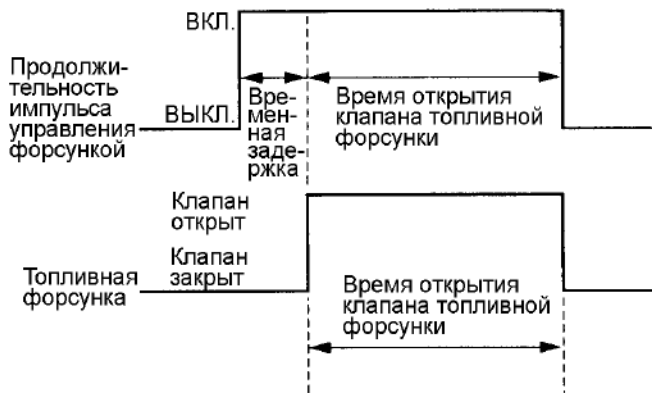 ВКЛ.
Продолжи-
тельность
импульса
управления
форсункой
ВЫКЛ.
Вре-
мен-
ная
заде-
ржка
Время открытия
клапана топливной
форсунки
Клапан
открыт
Клапан
закрыт
Топливная
форсунка
Время открытия
клапана топливной
форсунки